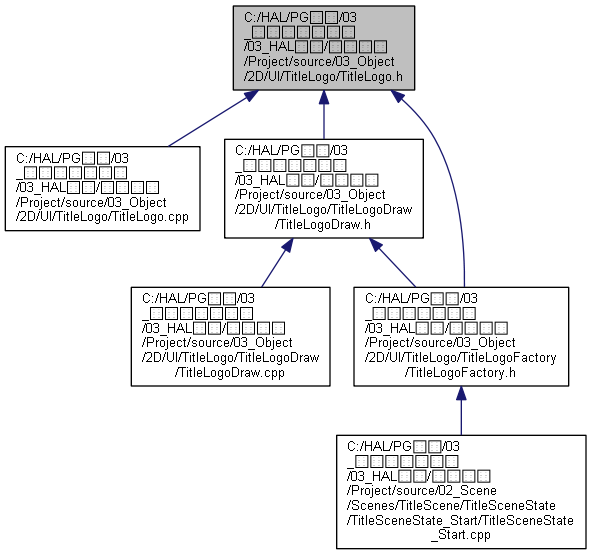 C:/HAL/PG□□/03
_□□□□□□□
/03_HAL□□/□□□□
/Project/source/03_Object
/2D/UI/TitleLogo/TitleLogo.h
C:/HAL/PG□□/03
_□□□□□□□
/03_HAL□□/□□□□
/Project/source/03_Object
/2D/UI/TitleLogo/TitleLogo.cpp
C:/HAL/PG□□/03
_□□□□□□□
/03_HAL□□/□□□□
/Project/source/03_Object
/2D/UI/TitleLogo/TitleLogoDraw
/TitleLogoDraw.h
C:/HAL/PG□□/03
_□□□□□□□
/03_HAL□□/□□□□
/Project/source/03_Object
/2D/UI/TitleLogo/TitleLogoDraw
/TitleLogoDraw.cpp
C:/HAL/PG□□/03
_□□□□□□□
/03_HAL□□/□□□□
/Project/source/03_Object
/2D/UI/TitleLogo/TitleLogoFactory
/TitleLogoFactory.h
C:/HAL/PG□□/03
_□□□□□□□
/03_HAL□□/□□□□
/Project/source/02_Scene
/Scenes/TitleScene/TitleSceneState
/TitleSceneState_Start/TitleSceneState
_Start.cpp